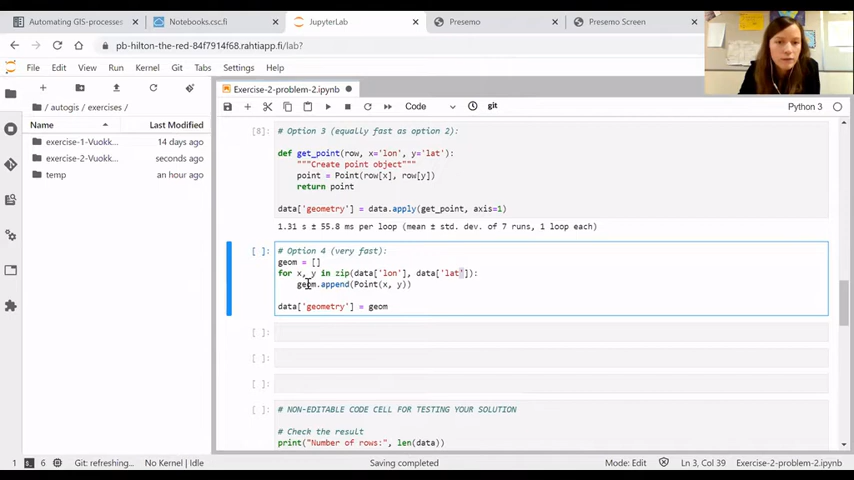 Automating GIS-processes
Notebooks.csc.fi
JupyterLab
Presemo
Presemo Screen
pb-hilton-the-red-84f7914f68.rahtiapp.fi/lab?
File Edit View Run Kernel Git Tabs Settings Help
Exercise-2-problem-2.ipynb
Code
git
Python 3
/ autogis / exercises /
Name
Last Modified
exercise-1-Vuokk...
14 days ago
exercise-2-Vuokk...
seconds ago
temp
an hour ago
[8]:
# Option 3 (equally fast as option 2):
def get_point(row, x='lon', y='lat'):
"""Create point object"""
point = Point(row[x], row[y])
return point
data['geometry'] = data.apply(get_point, axis=1)
1.31 s ± 55.8 ms per loop (mean ± std. dev. of 7 runs, 1 loop each)
[ ]:
# Option 4 (very fast):
geom = []
for x, y in zip(data['lon'], data['lat']):
geom.append(Point(x, y))
data['geometry'] = geom
[ ]:
[ ]:
[ ]:
[ ]:
# NON-EDITABLE CODE CELL FOR TESTING YOUR SOLUTION
# Check the result
print("Number of rows:", len(data))
1
6
Git: refreshing...
No Kernel | Idle
Saving completed
Mode: Edit
Ln 3, Col 39
Exercise-2-problem-2.ipynb